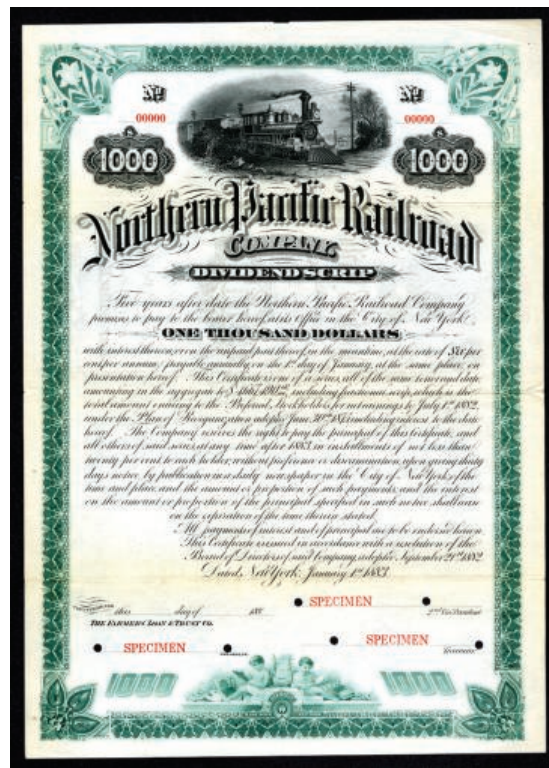 No No
00000 00000
1000 1000
Northern Pacific Railroad
COMPANY
DIVIDEND SCRIP
Five years after date the Northern Pacific Railroad Company
promises to pay to the bearer hereof, at its Office in the City of New York
ONE THOUSAND DOLLARS
with interest thereon, or on the unpaid part thereof, in the meantime, at the rate of Six per
cent per annum, payable annually, on the 1st day of January, at the same place, on
presentation hereof. This Certificate is one of a series, all of the same tenor and date
amounting in the aggregate to $ including fractional scrip, which is the
total amount owing to the Preferred Stockholders for net earnings to July 1st 1882,
under the Plan of Reorganization adopted June 30th 1875 including interest to the date
hereof. The Company reserves the right to pay the principal of this Certificate, and
all others of said series at any time after 1883 in installments of not less than
twenty per cent to each holder, without preference or discrimination, upon giving thirty
days notice by publication in a daily newspaper in the City of New York of the
time and place, and the amount or proportion of such payments, and the interest
on the amount or proportion of the principal specified in such notice shall cease
on the expiration of the time therein stated.
All payments of interest and of principal are to be endorsed hereon
This Certificate is issued in accordance with a resolution of the
Board of Directors of said Company, adopted September 21st 1882
Dated, New York, January 1st 1883
this day of 188
SPECIMEN
2nd Vice President
THE FARMERS' LOAN & TRUST CO.
SPECIMEN SPECIMEN
1000 1000